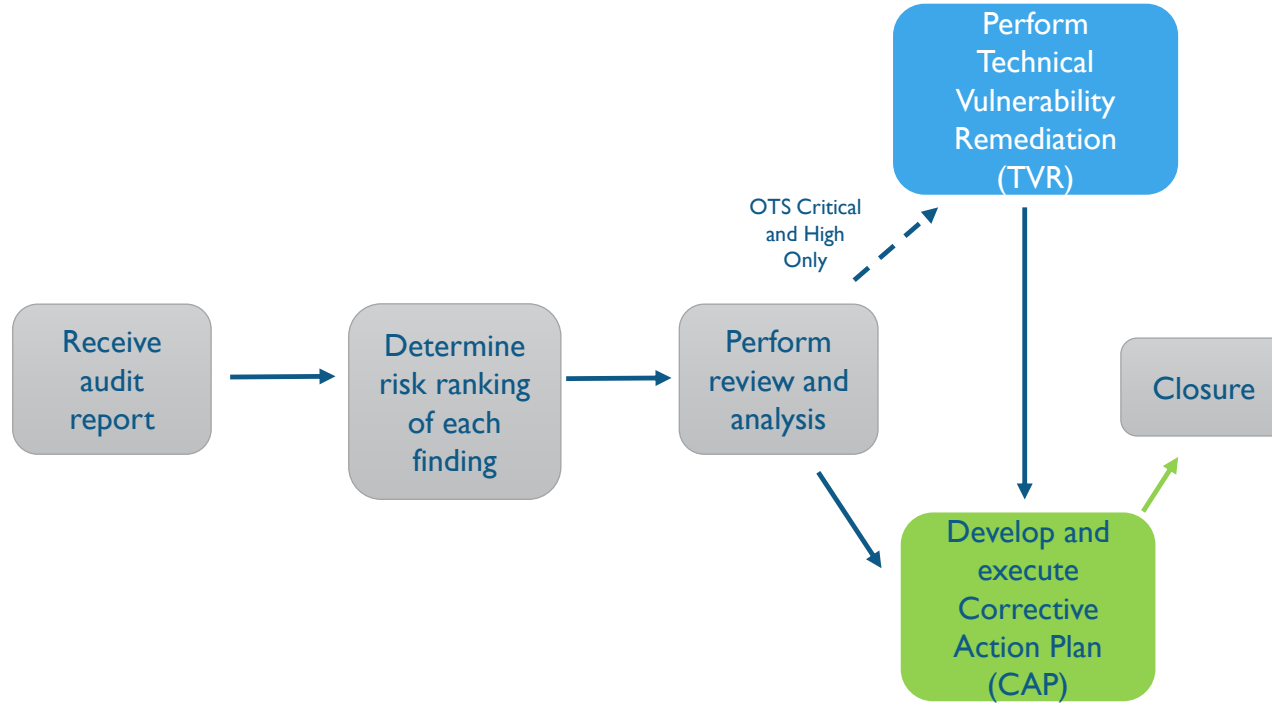 Perform
Technical
Vulnerability
Remediation
(TVR)
OTS Critical
and High
Only
Receive
audit
report
Determine
risk ranking
of each
finding
Perform
review and
analysis
Closure
Develop and
execute
Corrective
Action Plan
(CAP)